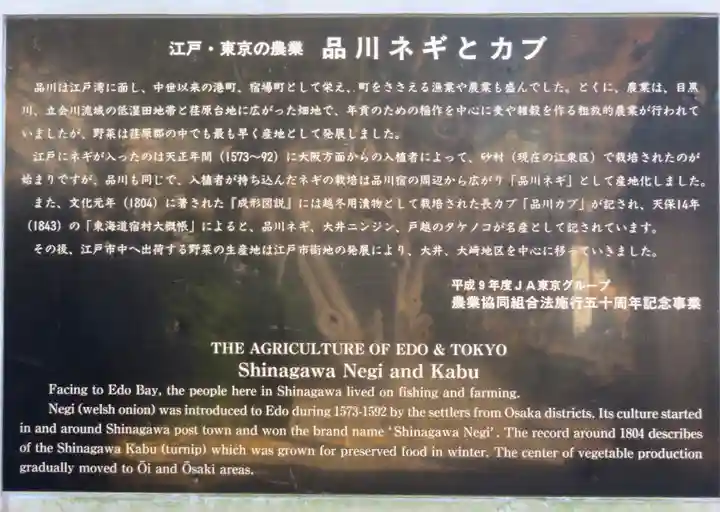 江戸・東京の農業 品川ネギとカブ
品川は江戸湾に面し、中世以来の港町、宿場町として栄え、町をささえる漁業や農業も盛んでした。とくに、農業は、目黒
川、立会川流域の低湿田地帯と荏原台地に広がった畑地で、年貢のための稲作を中心に麦や雑穀を作る粗放的農業が行われて
いましたが、野菜は荏原郡の中でも最も早く産地として発展しました。
江戸にネギが入ったのは天正年間(1573〜92)に大阪方面からの入植者によって、砂村(現在の江東区)で栽培されたのが
始まりですが、品川も同じで、入植者が持ち込んだネギの栽培は品川宿の周辺から広がり「品川ネギ」として産地化しました。
また、文化元年(1804)に著された『成形図説』には越冬用漬物として栽培された長カブ「品川カブ」が記され、天保14年
(1843)の「東海道宿村大概帳」によると、品川ネギ、大井ニンジン、戸越のタケノコが名産として記されています。
その後、江戸市中へ出荷する野菜の生産地は江戸市街地の発展により、大井、大崎地区を中心に移っていきました。
平成9年度JA東京グループ
農業協同組合法施行五十周年記念事業
THE AGRICULTURE OF EDO & TOKYO
Shinagawa Negi and Kabu
Facing to Edo Bay, the people here in Shinagawa lived on fishing and farming.
Negi (welsh onion) was introduced to Edo during 1573-1592 by the settlers from Osaka districts. Its culture started
in and around Shinagawa post town and won the brand name 'Shinagawa Negi'. The record around 1804 describes
of the Shinagawa Kabu (turnip) which was grown for preserved food in winter. The center of vegetable production
gradually moved to Ōi and Ōsaki areas.